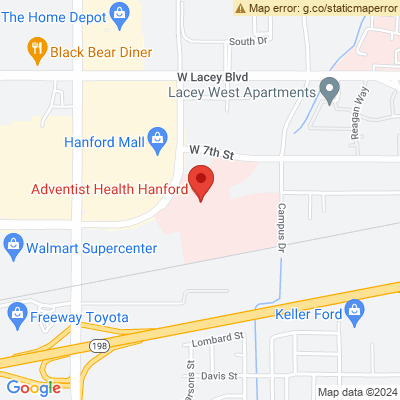 Map error: g.co/staticmaperror
The Home Depot
South Dr
Black Bear Diner
W Lacey Blvd
Lacey West Apartments
Reagan Way
Hanford Mall
W 7th St
Adventist Health Hanford
Campus Dr
Walmart Supercenter
Freeway Toyota
Keller Ford
198
Lombard St
Davis St
Google
Map data ©2024